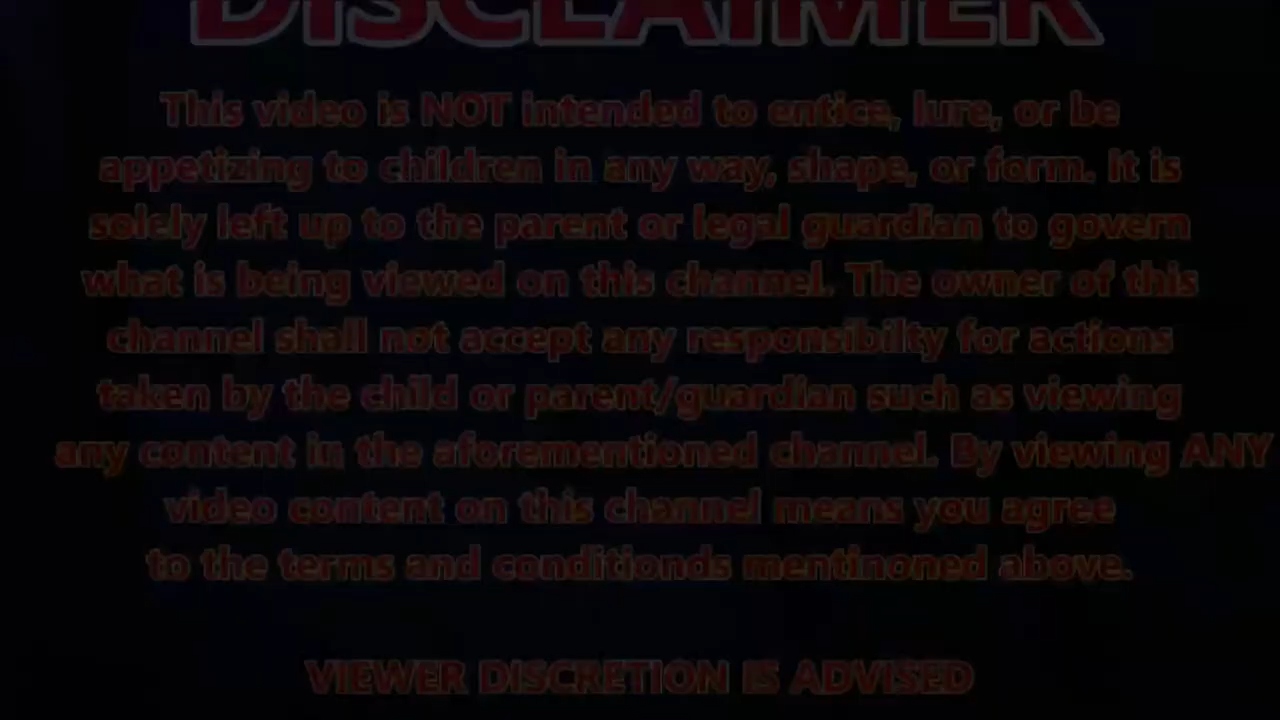 DISCLAIMER
This video is NOT intended to entice, lure, or be
appetizing to children in any way, shape, or form. It is
solely left up to the parent or legal guardian to govern
what is being viewed on this channel. The owner of this
channel shall not accept any responsibilty for actions
taken by the child or parent/guardian such as viewing
any content in the aforementioned channel. By viewing ANY
video content on this channel means you agree
to the terms and conditionds mentinoned above.
VIEWER DISCRETION IS ADVISED